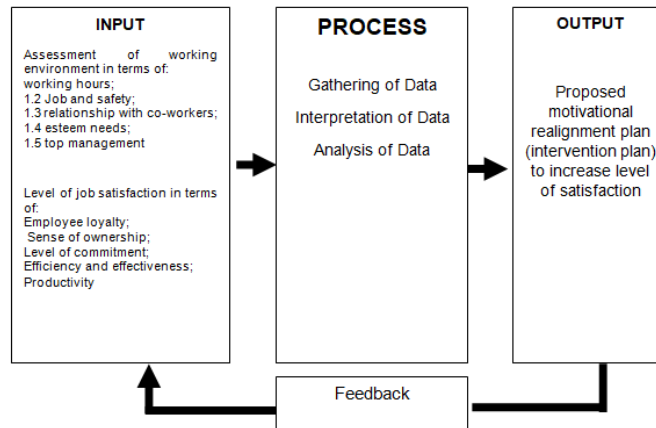 INPUT
Assessment of working
environment in terms of:
working hours;
1.2 Job and safety;
1.3 relationship with co-workers;
1.4 esteem needs;
1.5 top management
Level of job satisfaction in terms
of:
Employee loyalty;
Sense of ownership;
Level of commitment;
Efficiency and effectiveness;
Productivity
PROCESS
Gathering of Data
Interpretation of Data
Analysis of Data
OUTPUT
Proposed
motivational
realignment plan
(intervention plan)
to increase level
of satisfaction
Feedback